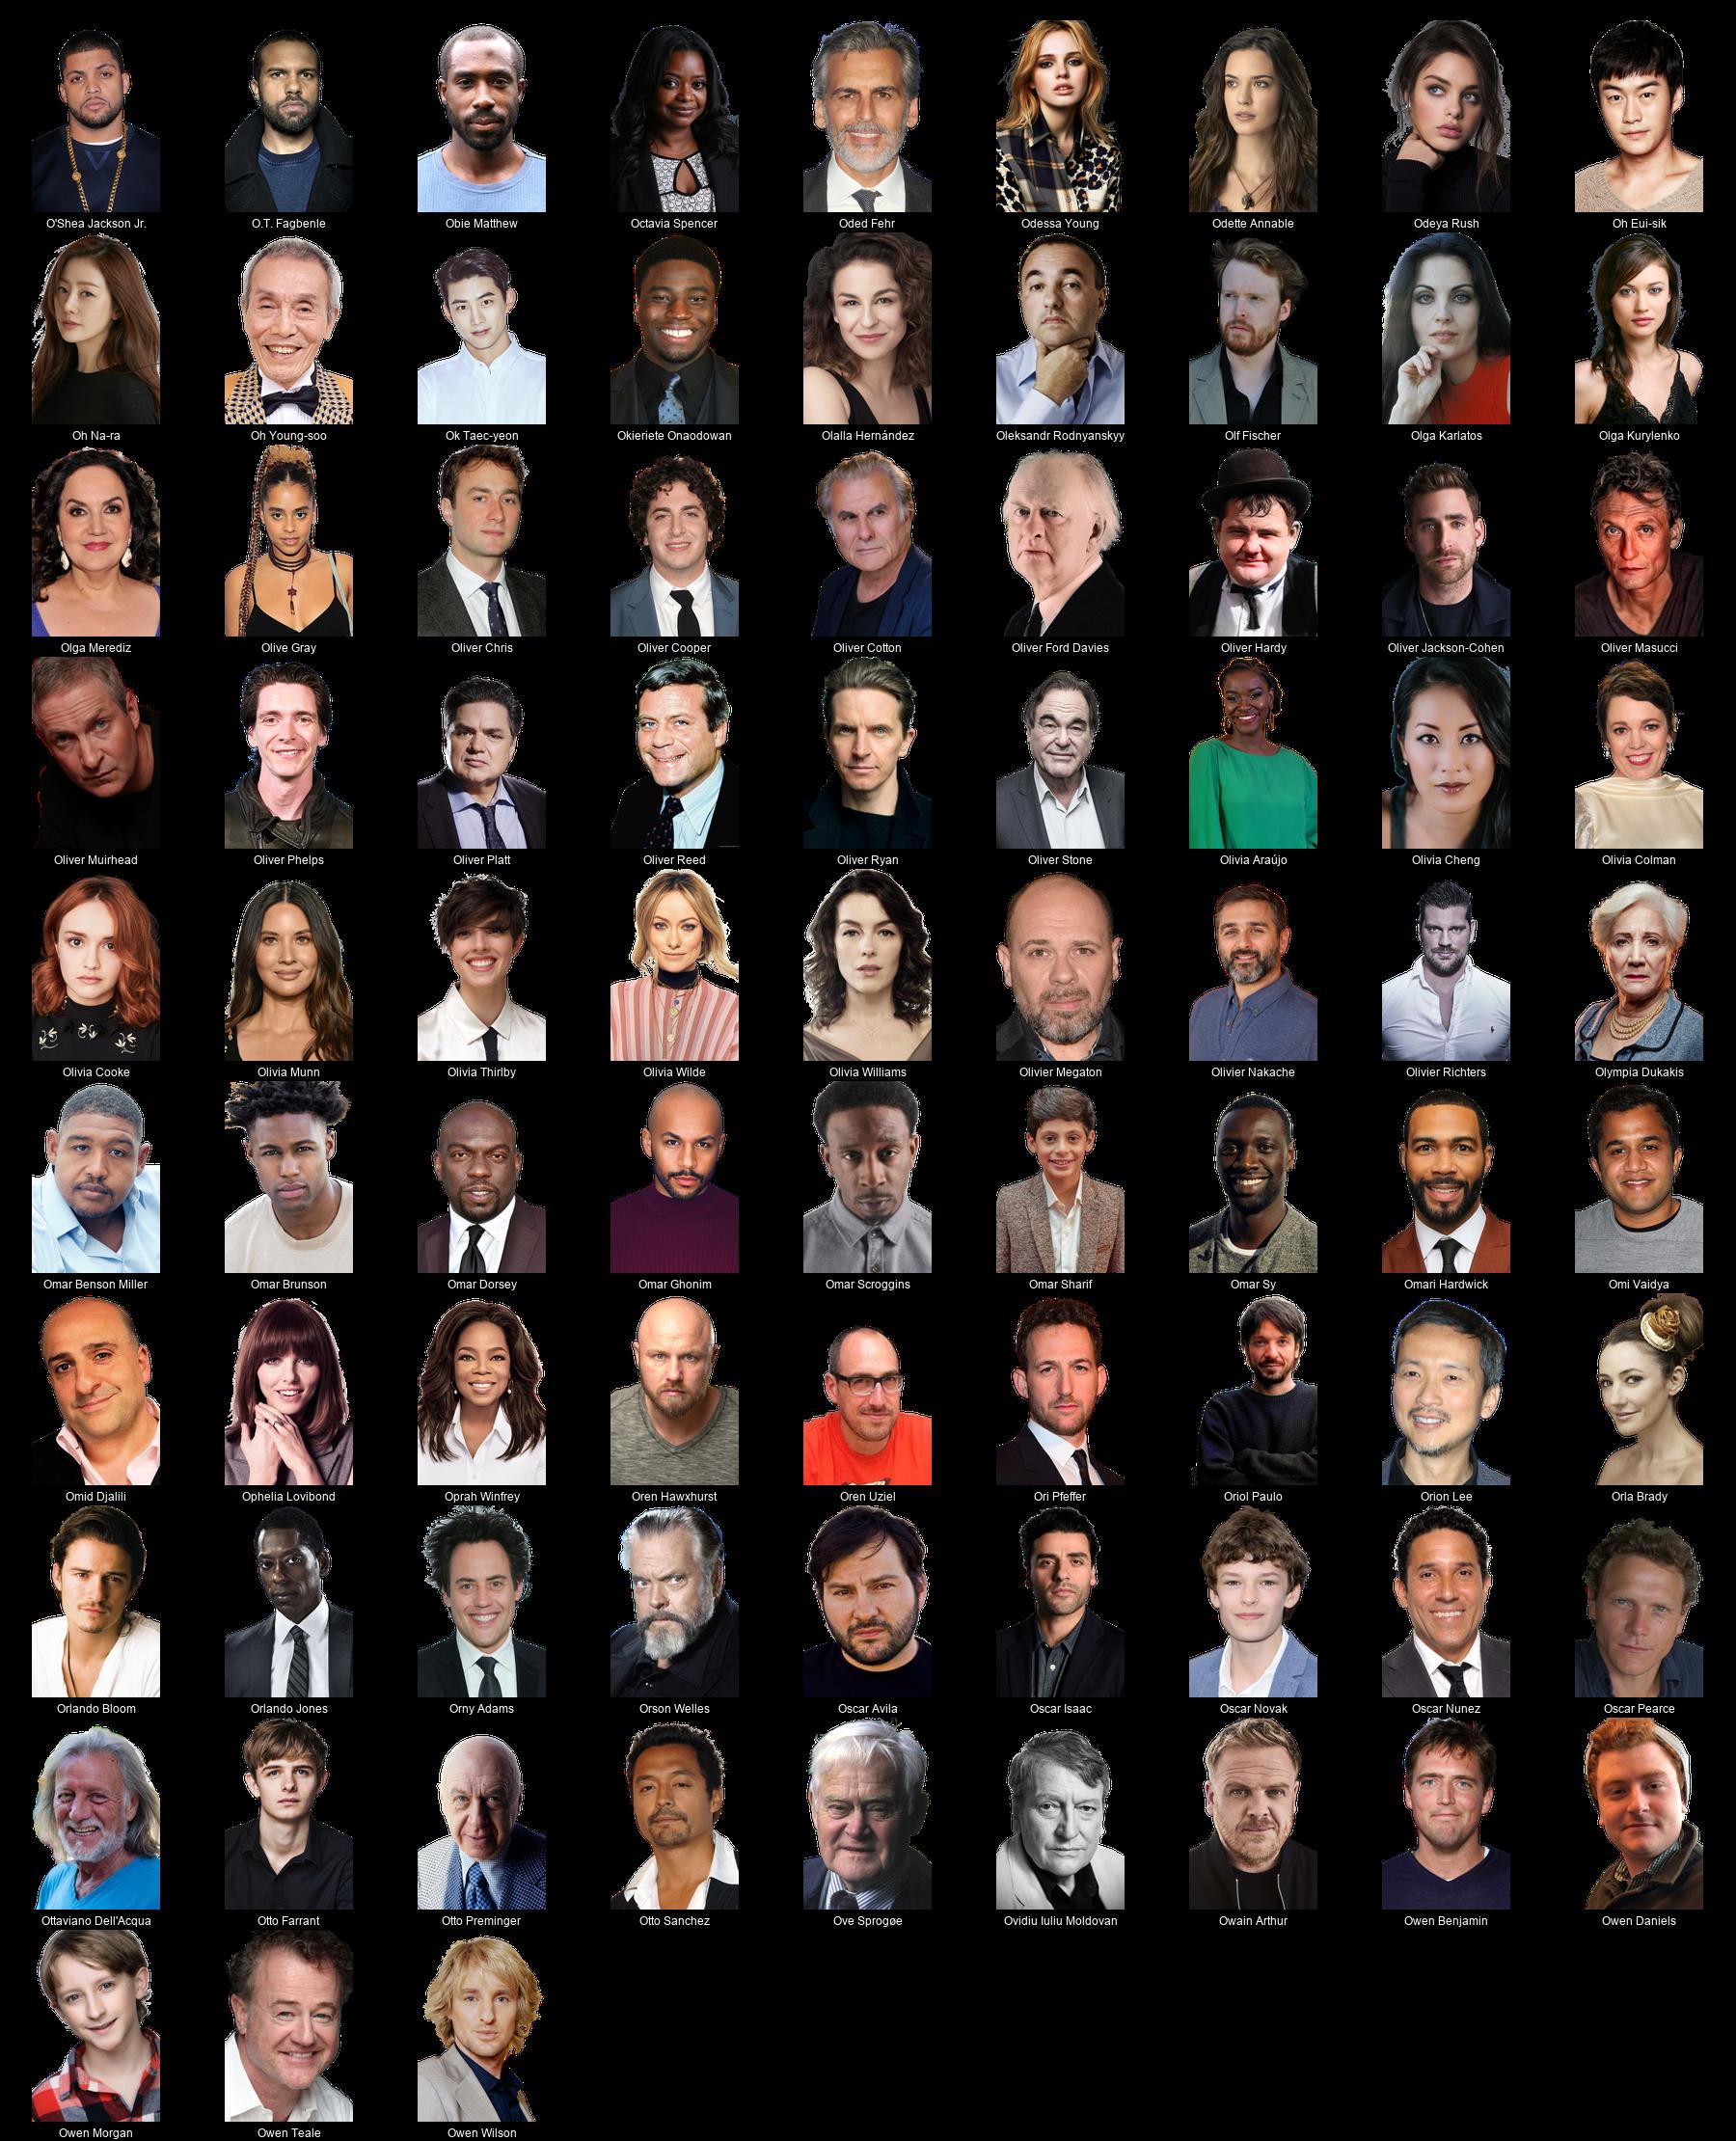 O'Shea Jackson Jr. O.T. Fagbenle Obie Matthew Octavia Spencer Oded Fehr Odessa Young Odette Annable Odeya Rush Oh Eui-sik
Oh Na-ra Oh Young-soo Ok Taec-yeon Okieriete Onaodowan Olalla Hernández Oleksandr Rodnyanskyy Olf Fischer Olga Karlatos Olga Kurylenko
Olga Merediz Olive Gray Oliver Chris Oliver Cooper Oliver Cotton Oliver Ford Davies Oliver Hardy Oliver Jackson-Cohen Oliver Masucci
Oliver Muirhead Oliver Phelps Oliver Platt Oliver Reed Oliver Ryan Oliver Stone Olivia Araújo Olivia Cheng Olivia Colman
Olivia Cooke Olivia Munn Olivia Thirlby Olivia Wilde Olivia Williams Olivier Megaton Olivier Nakache Olivier Richters Olympia Dukakis
Omar Benson Miller Omar Brunson Omar Dorsey Omar Ghonim Omar Scroggins Omar Sharif Omar Sy Omari Hardwick Omi Vaidya
Omid Djalili Ophelia Lovibond Oprah Winfrey Oren Hawxhurst Oren Uziel Ori Pfeffer Oriol Paulo Orion Lee Orla Brady
Orlando Bloom Orlando Jones Orny Adams Orson Welles Oscar Avila Oscar Isaac Oscar Novak Oscar Nunez Oscar Pearce
Ottaviano Dell'Acqua Otto Farrant Otto Preminger Otto Sanchez Ove Sprogøe Ovidiu Iuliu Moldovan Owain Arthur Owen Benjamin Owen Daniels
Owen Morgan Owen Teale Owen Wilson